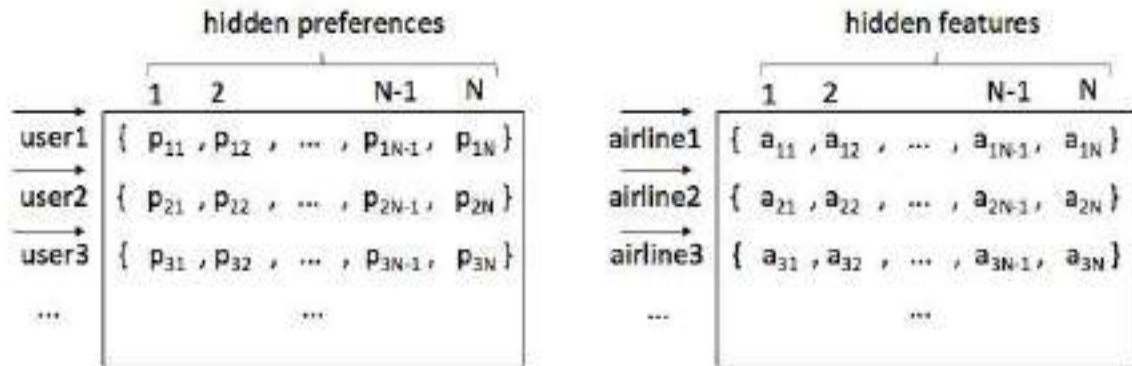 hidden preferences
1 2 N-1 N
user1 { p11 , p12 , ... , p1N-1, p1N}
user2 { p21 , p22 , ... , p2N-1, p2N}
user3 { p31 , p32 , ... , p3N-1, p3N}
... ...
hidden features
1 2 N-1 N
airline1 { a11 , a12 , ... , a1N-1, a1N}
airline2 { a21 , a22 , ... , a2N-1, a2N}
airline3 { a31 , a32 , ... , a3N-1, a3N}
... ...